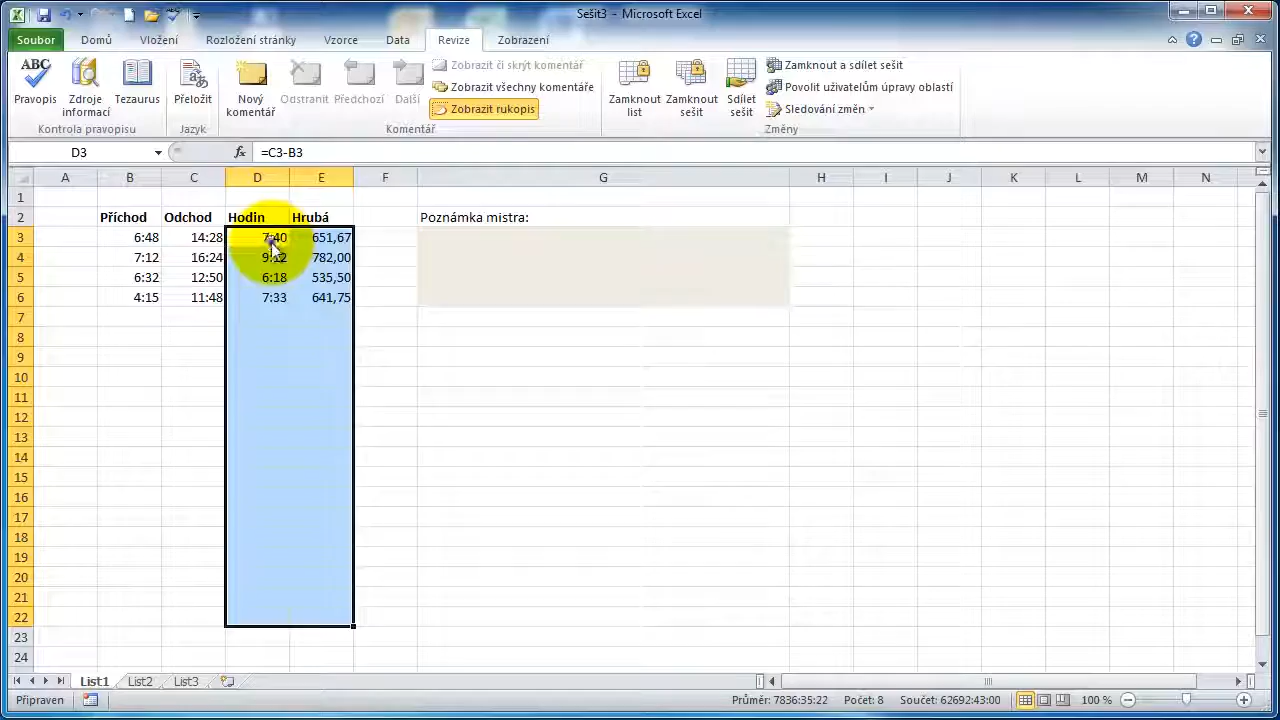 Sešit3 - Microsoft Excel
Soubor Domů Vložení Rozložení stránky Vzorce Data Revize Zobrazení
ABC
Pravopis Zdroje informací Tezaurus Přeložit Nový komentář Odstranit Předchozí Další
Zobrazit či skrýt komentář
Zobrazit všechny komentáře
Zobrazit rukopis
Zamknout list Zamknout sešit Sdílet sešit
Zamknout a sdílet sešit
Povolit uživatelům úpravy oblastí
Sledování změn
Kontrola pravopisu Jazyk Komentář Změny
D3 fx =C3-B3
A B C D E F G H I J K L M N
1
2 Příchod Odchod Hodin Hrubá Poznámka mistra:
3 6:48 14:28 7:40 651,67
4 7:12 16:24 9:12 782,00
5 6:32 12:50 6:18 535,50
6 4:15 11:48 7:33 641,75
7
8
9
10
11
12
13
14
15
16
17
18
19
20
21
22
23
24
List1 List2 List3
Připraven Průměr: 7836:35:22 Počet: 8 Součet: 62692:43:00 100 %